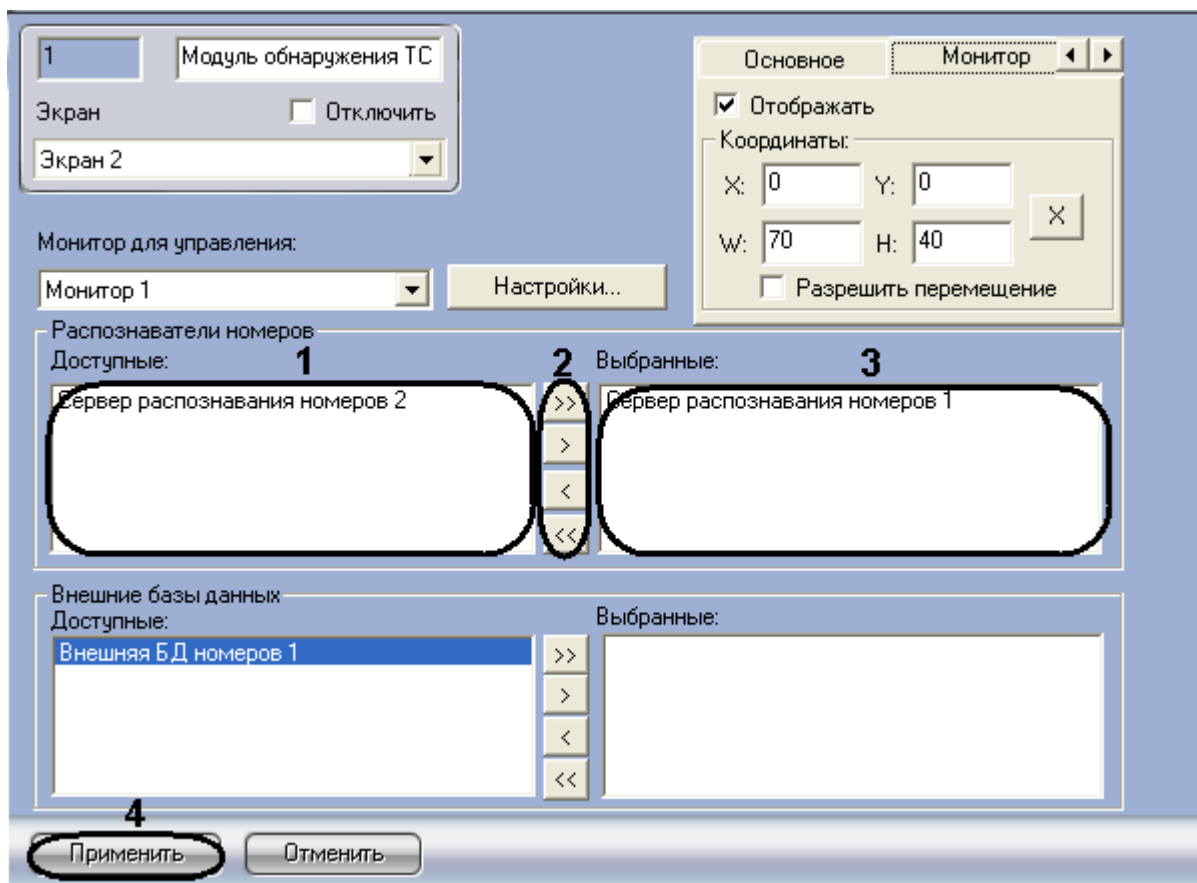 1 Модуль обнаружения ТС
Экран Отключить
Экран 2
Основное Монитор
Отображать
Координаты:
X: 0 Y: 0
X
W: 70 H: 40
Разрешить перемещение
Монитор для управления:
Монитор 1 Настройки...
Распознаватели номеров
Доступные: 1 2 Выбранные: 3
Сервер распознавания номеров 2 >> Сервер распознавания номеров 1
>
<
<<
Внешние базы данных
Доступные: Выбранные:
Внешняя БД номеров 1 >>
>
<
<<
4
Применить Отменить